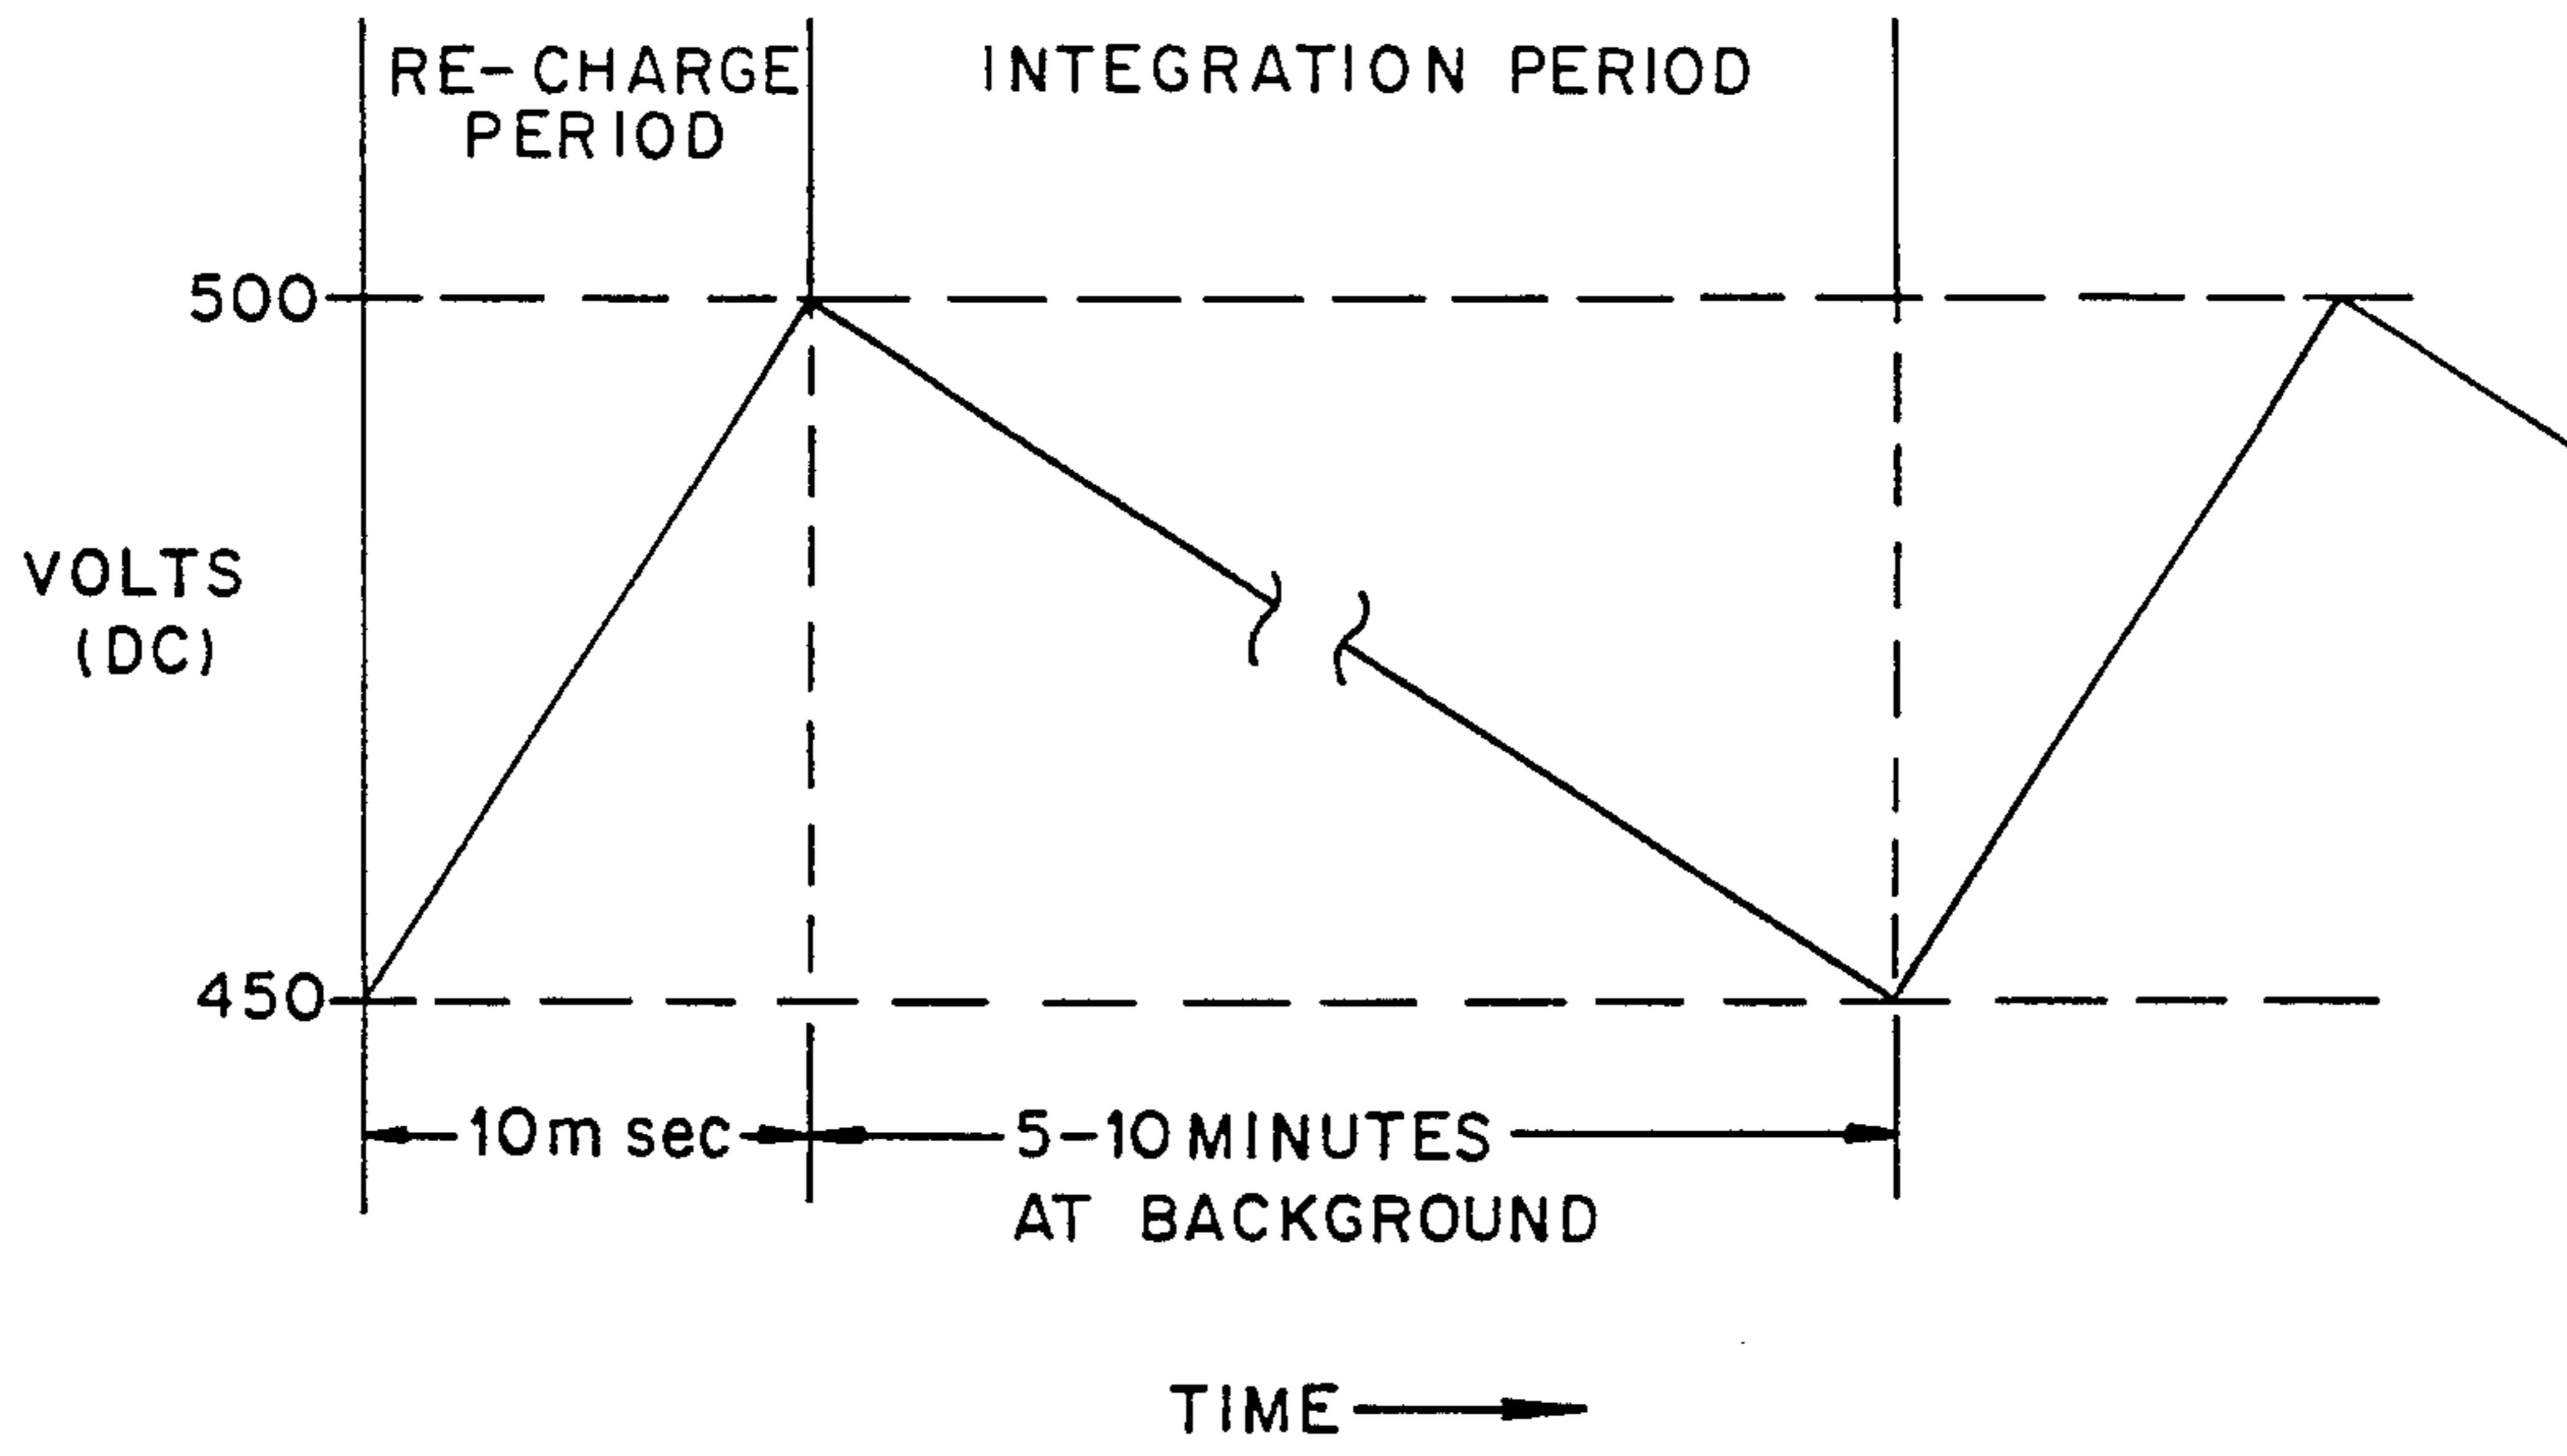 RE-CHARGE
PERIOD
INTEGRATION PERIOD
500
VOLTS
(DC)
450
10m sec
5-10 MINUTES
AT BACKGROUND
TIME